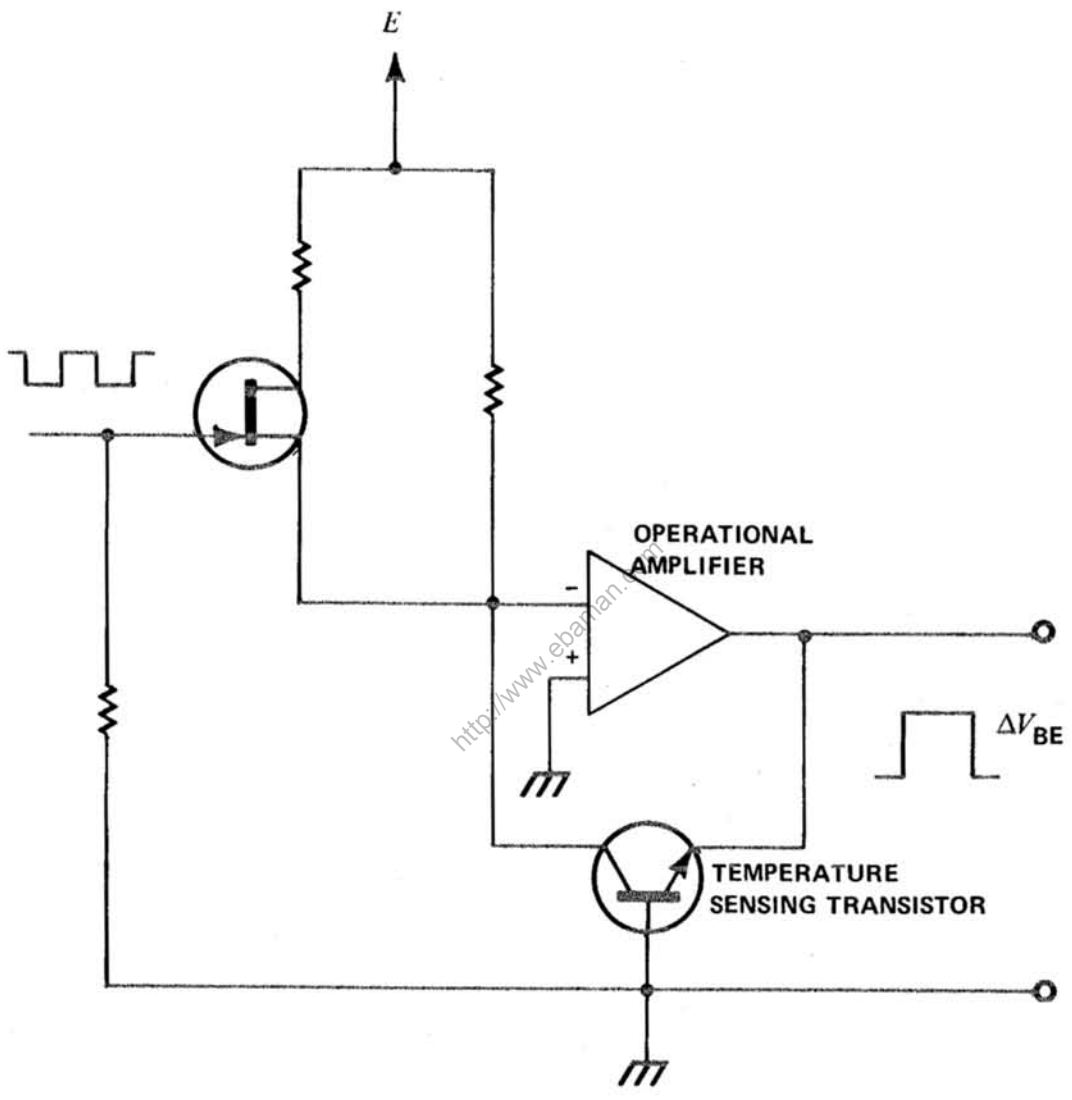 E
OPERATIONAL
AMPLIFIER
-
+
http://www.ebaman.com
ΔVBE
TEMPERATURE
SENSING TRANSISTOR